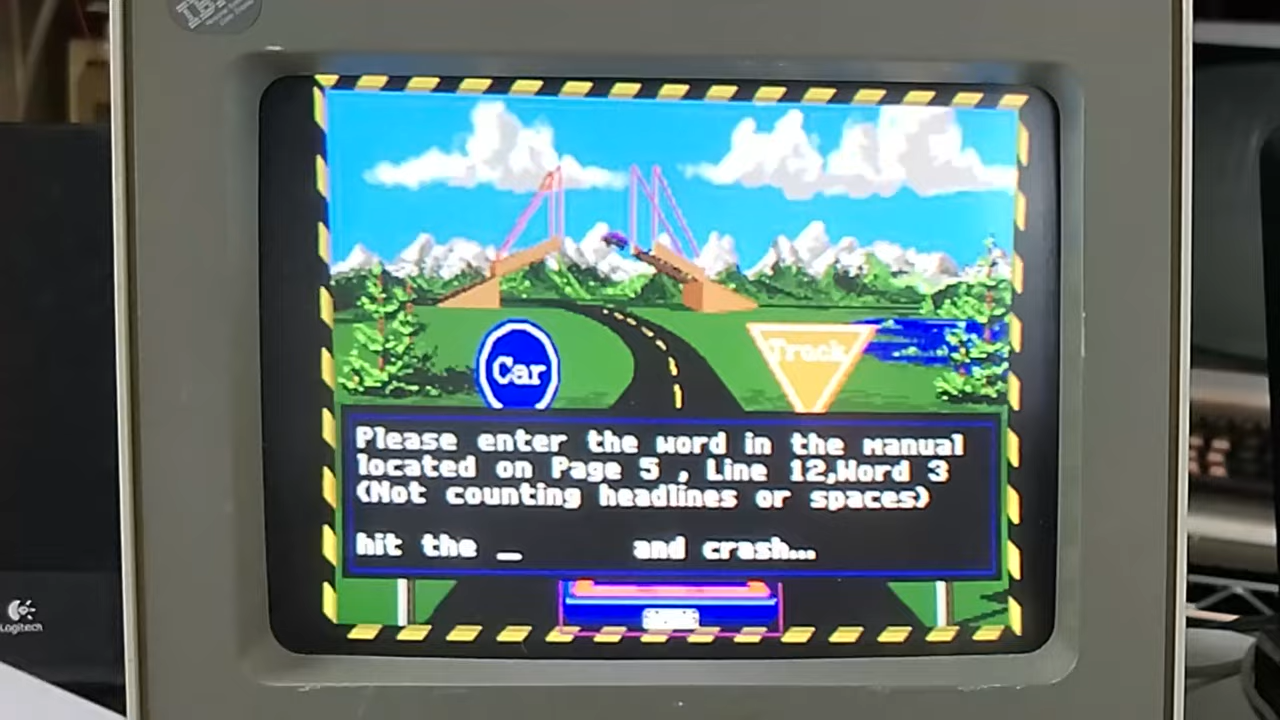 IBM
Car
Track
Please enter the word in the manual
located on Page 5 , Line 12,Word 3
(Not counting headlines or spaces)
hit the _ and crash...
Logitech